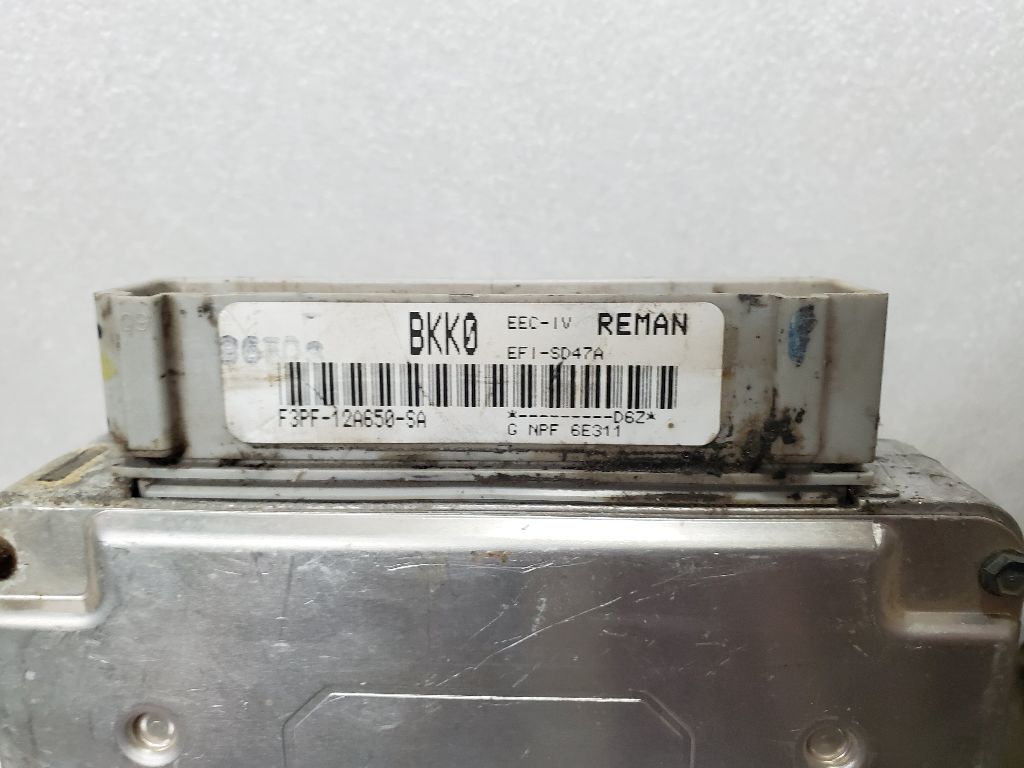 BKK0 EEC-IV REMAN
EFI-SD47A
F3PF-12A650-SA *---------D6Z*
G NPF 6E311